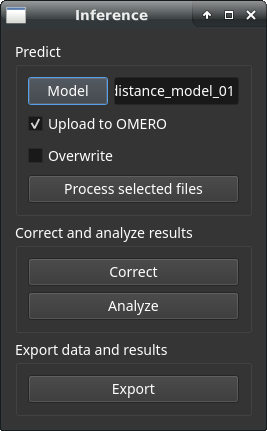 Inference
Predict
Model distance_model_01
Upload to OMERO
Overwrite
Process selected files
Correct and analyze results
Correct
Analyze
Export data and results
Export